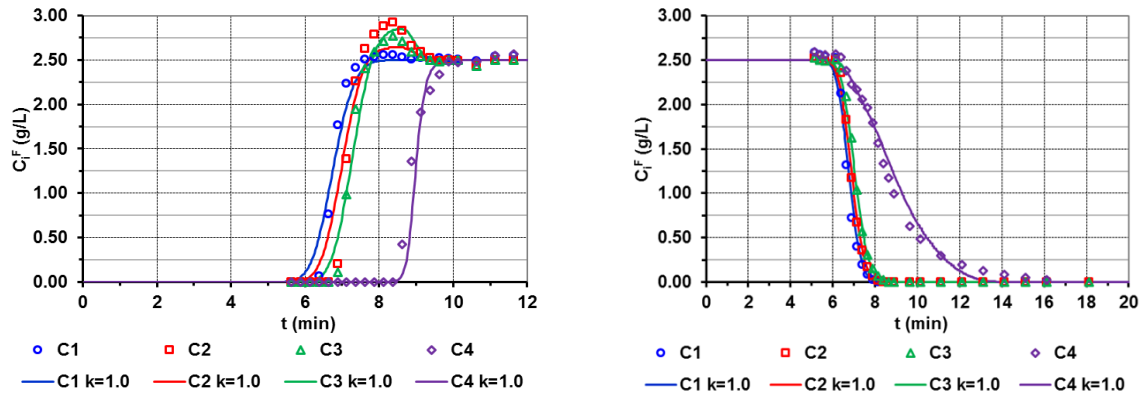 3.00
2.50
2.00
1.50
1.00
0.50
0.00
CiF (g/L)
0 2 4 6 8 10 12
t (min)
C1 C2 C3 C4
C1 k=1.0 C2 k=1.0 C3 k=1.0 C4 k=1.0
3.00
2.50
2.00
1.50
1.00
0.50
0.00
CiF (g/L)
0 2 4 6 8 10 12 14 16 18 20
t (min)
C1 C2 C3 C4
C1 k=1.0 C2 k=1.0 C3 k=1.0 C4 k=1.0